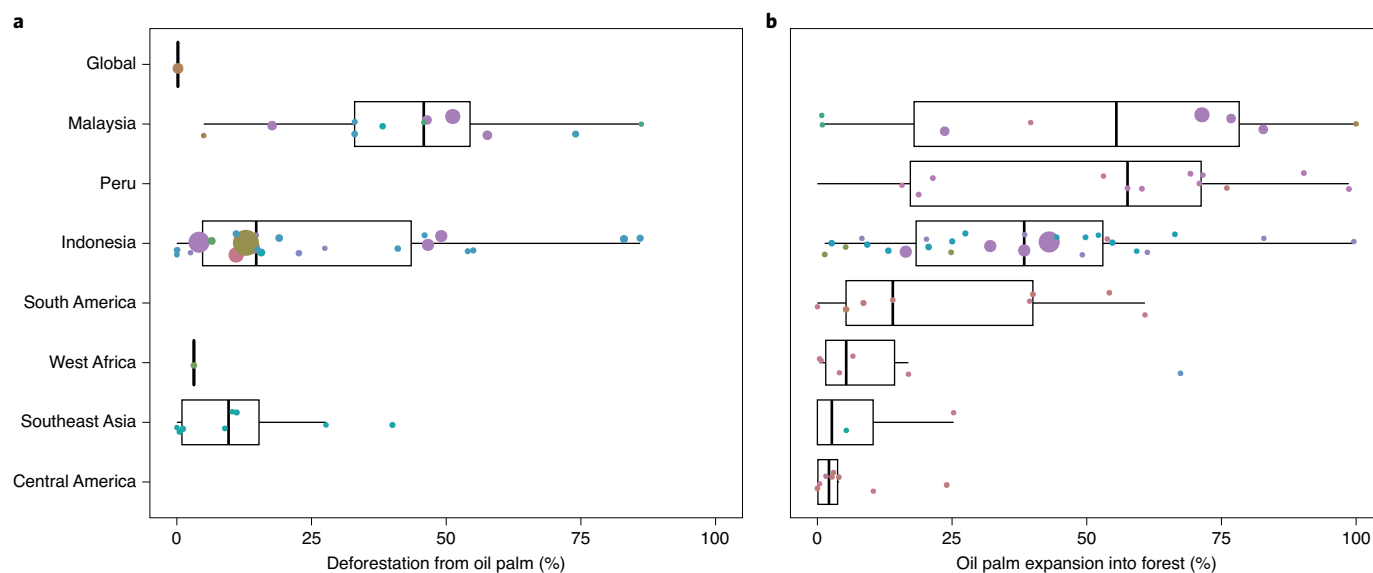 a
b
Global
Malaysia
Peru
Indonesia
South America
West Africa
Southeast Asia
Central America
0 25 50 75 100
0 25 50 75 100
Deforestation from oil palm (%)
Oil palm expansion into forest (%)